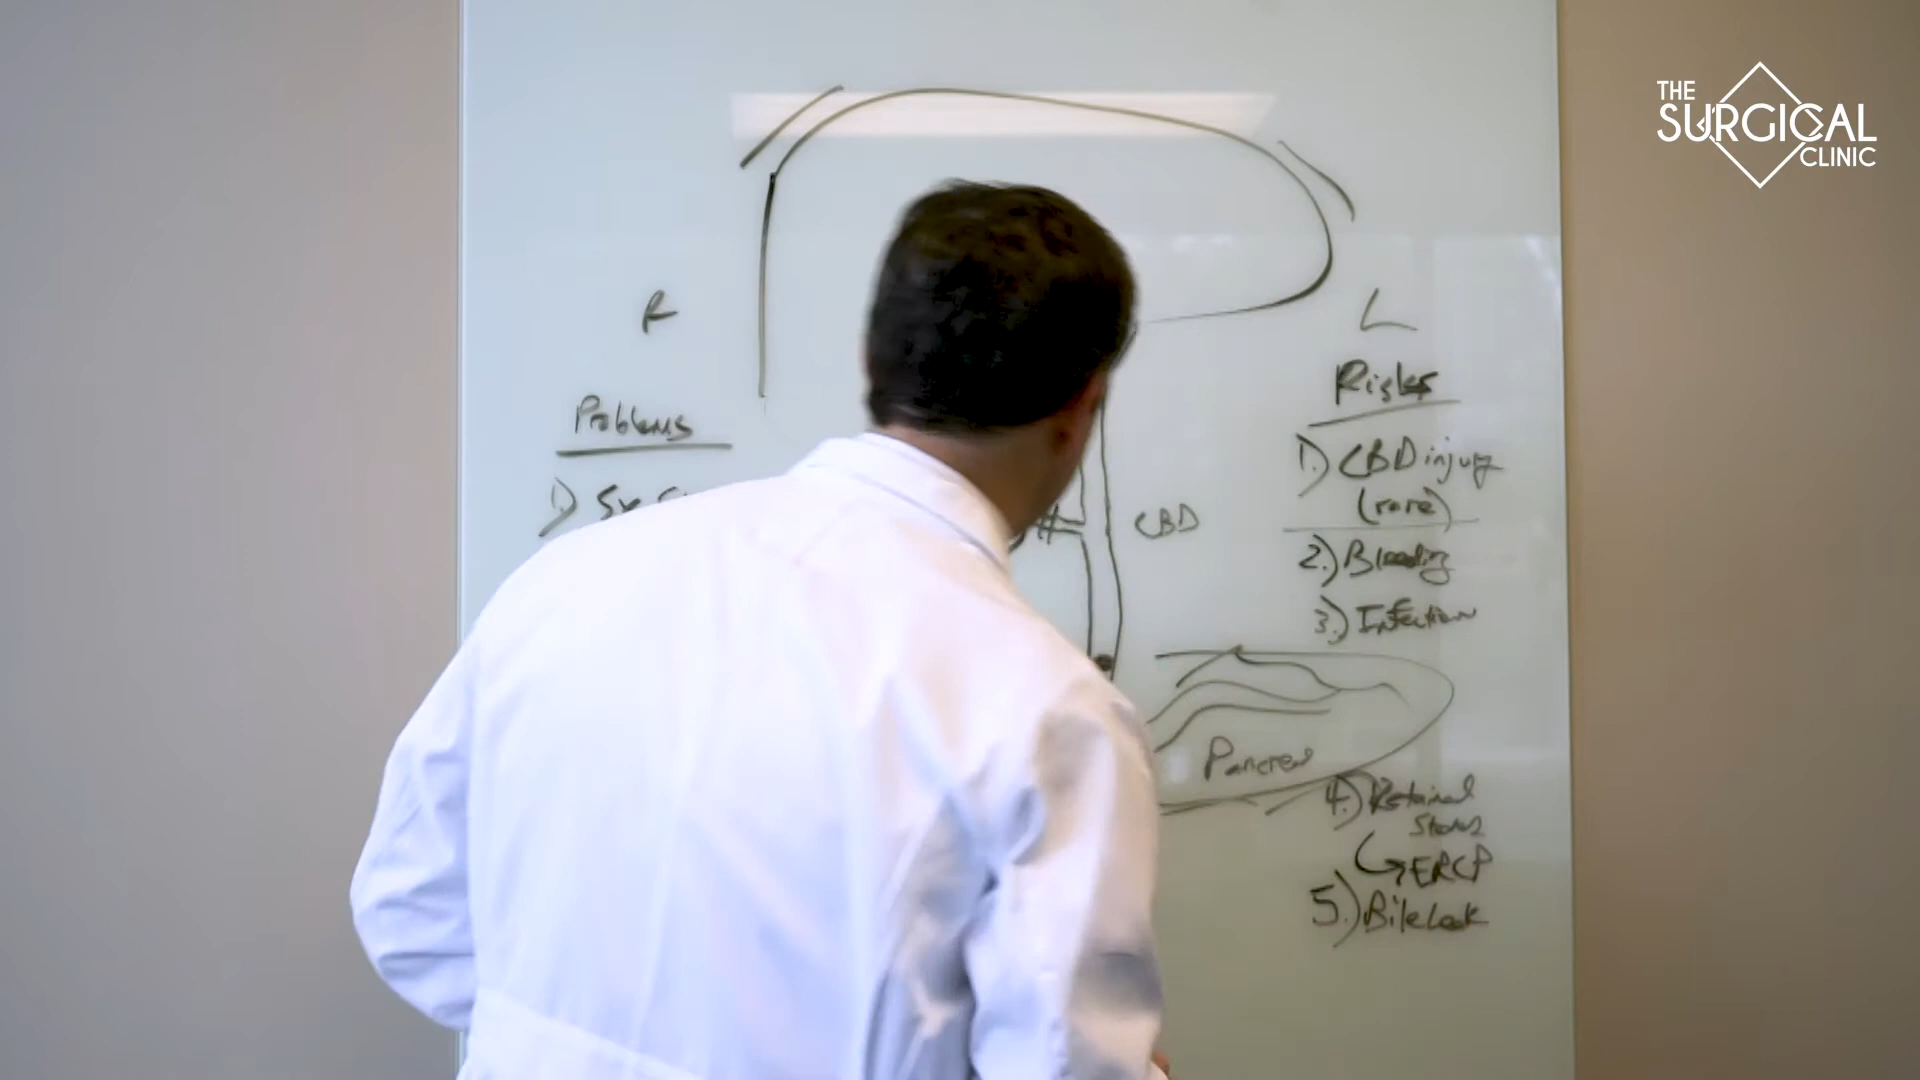 THE
SURGICAL
CLINIC
R
L
Problems
1)
Risks
1.) CBD injury
(rare)
2.) Bleeding
3.) Infection
CBD
Pancreas
4.) Retained
Stones
ERCP
5.) Bile Leak